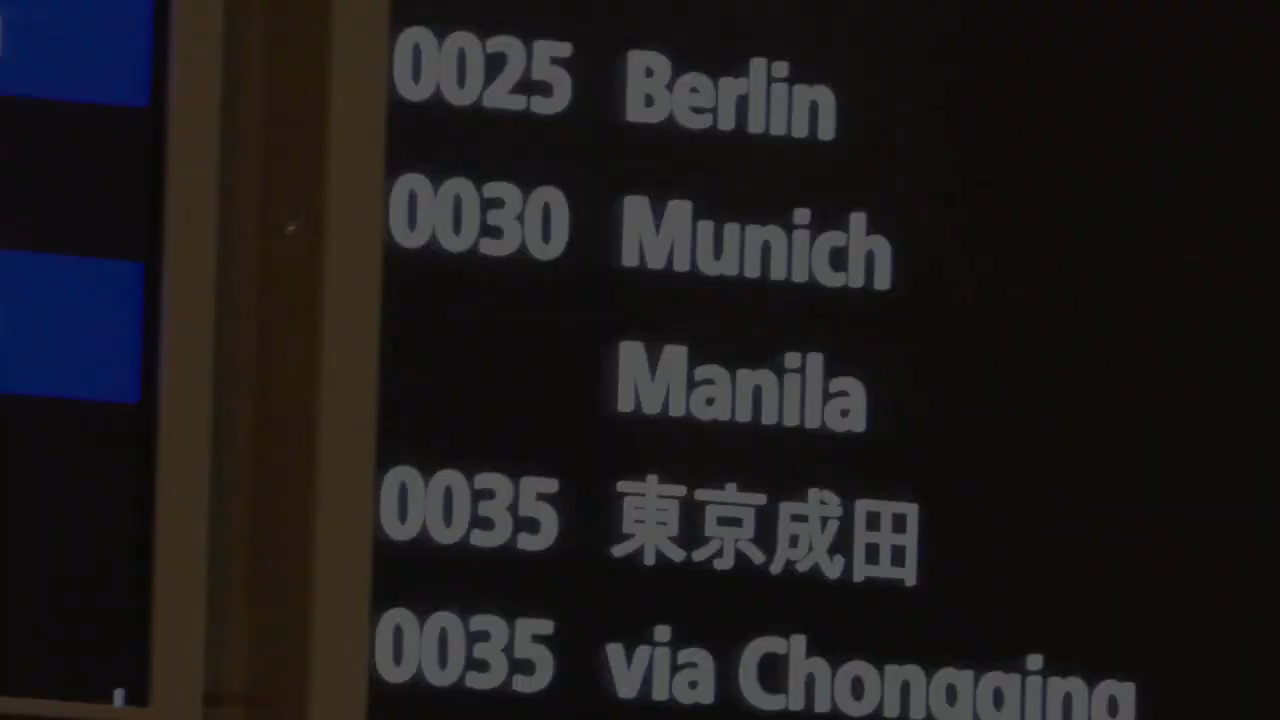 0025 Berlin
0030 Munich
Manila
0035 東京成田
0035 via Chongqing